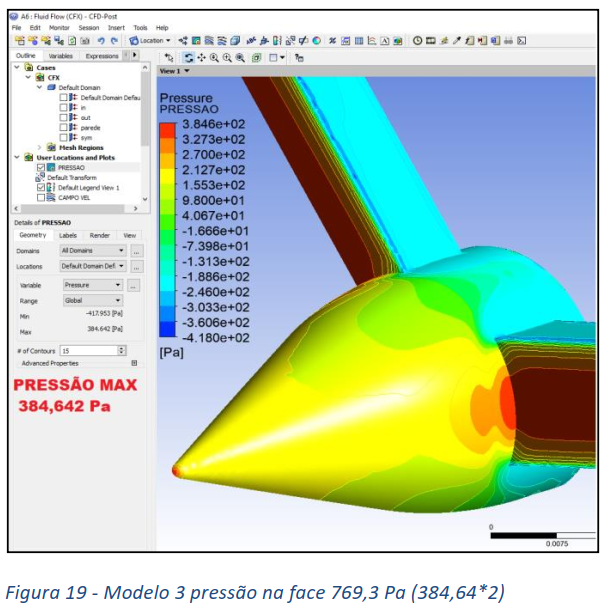 A6 : Fluid Flow (CFX) - CFD-Post
File Edit Monitor Session Insert Tools Help
Location
Outline Variables Expressions
View 1
Cases
CFX
Default Domain
Default Domain Defau
in
out
parede
sym
Mesh Regions
User Locations and Plots
PRESSAO
Default Transform
Default Legend View 1
CAMPO VEL
Details of PRESSAO
Geometry Labels Render View
Domains All Domains ...
Locations Default Domain Defi ...
Variable Pressure ...
Range Global
Min -417.953 [Pa]
Max 384.642 [Pa]
# of Contours 15
Advanced Properties
PRESSÃO MAX
384,642 Pa
Pressure
PRESSAO
3.846e+02
3.273e+02
2.700e+02
2.127e+02
1.553e+02
9.800e+01
4.067e+01
-1.666e+01
-7.398e+01
-1.313e+02
-1.886e+02
-2.460e+02
-3.033e+02
-3.606e+02
-4.180e+02
[Pa]
0
0.0075
Figura 19 - Modelo 3 pressão na face 769,3 Pa (384,64*2)